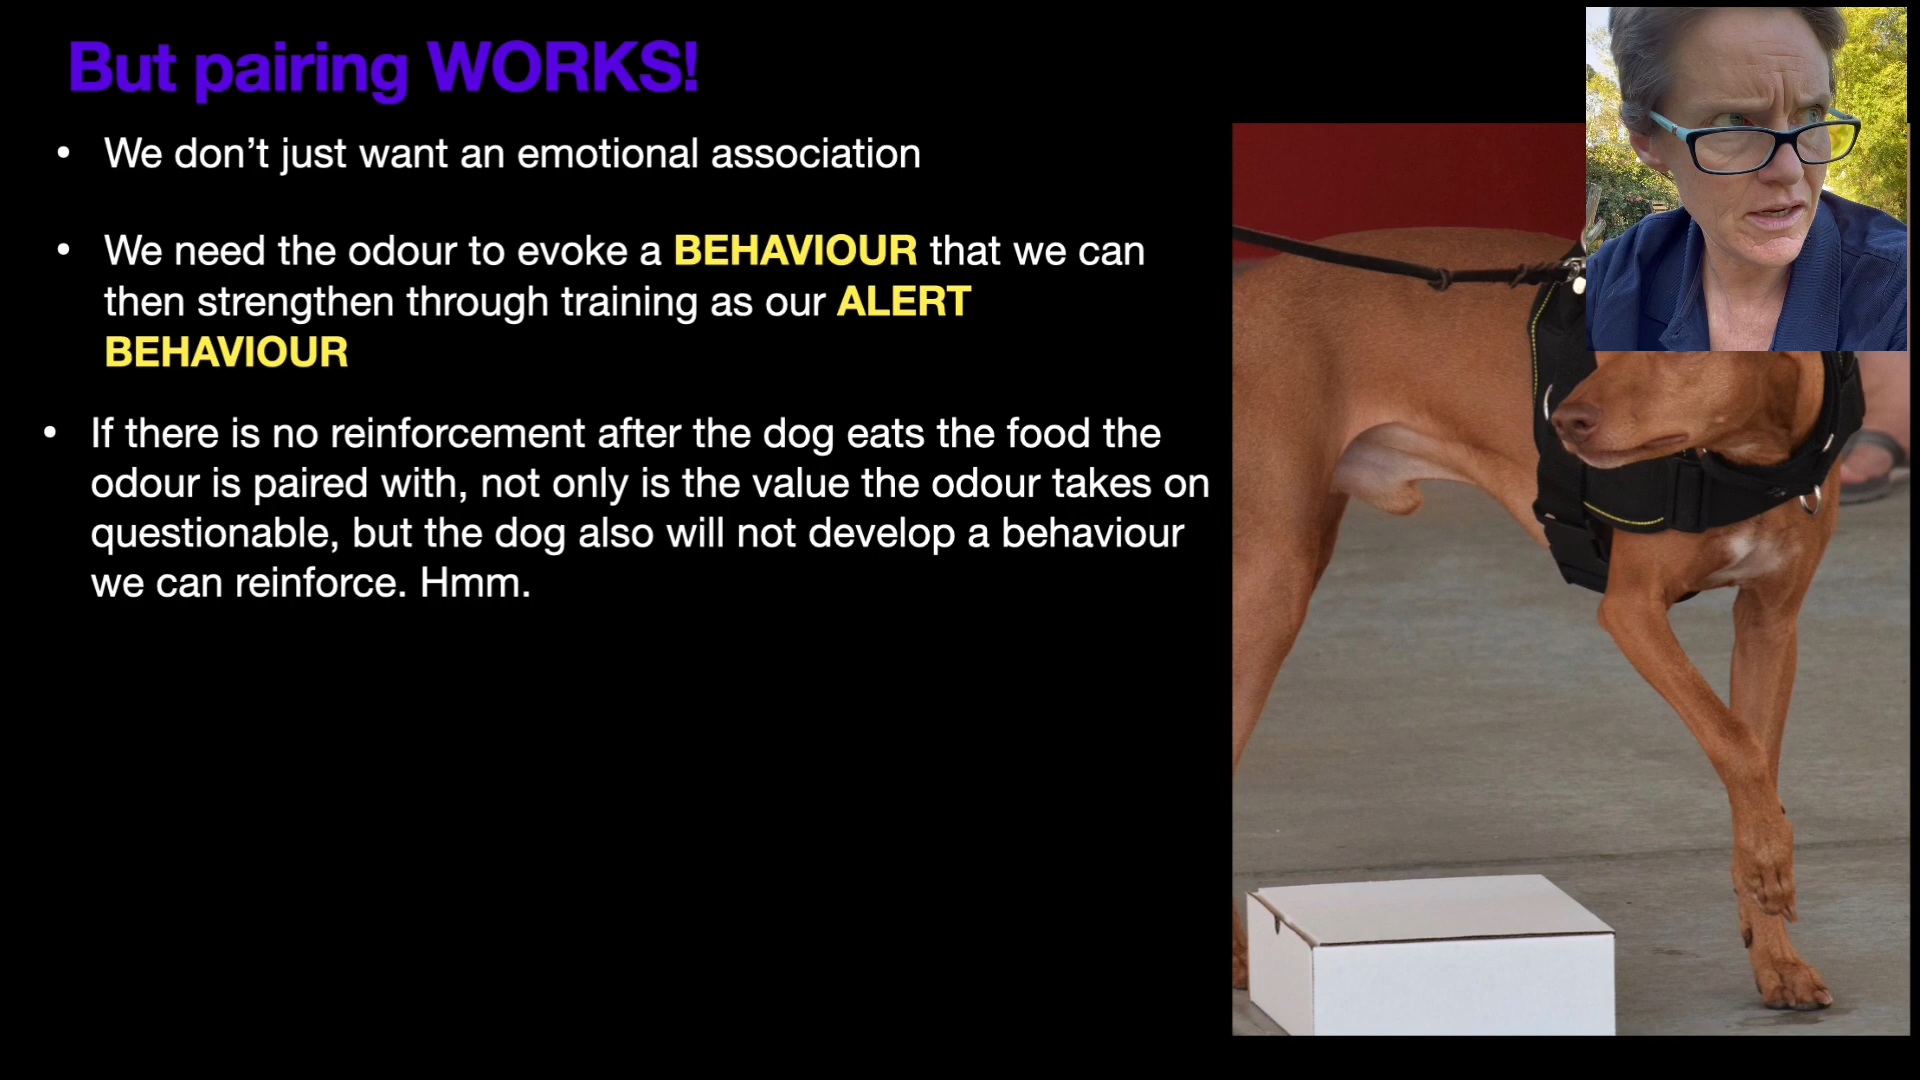 But pairing WORKS!
• We don’t just want an emotional association
• We need the odour to evoke a BEHAVIOUR that we can
then strengthen through training as our ALERT
BEHAVIOUR
• If there is no reinforcement after the dog eats the food the
odour is paired with, not only is the value the odour takes on
questionable, but the dog also will not develop a behaviour
we can reinforce. Hmm.